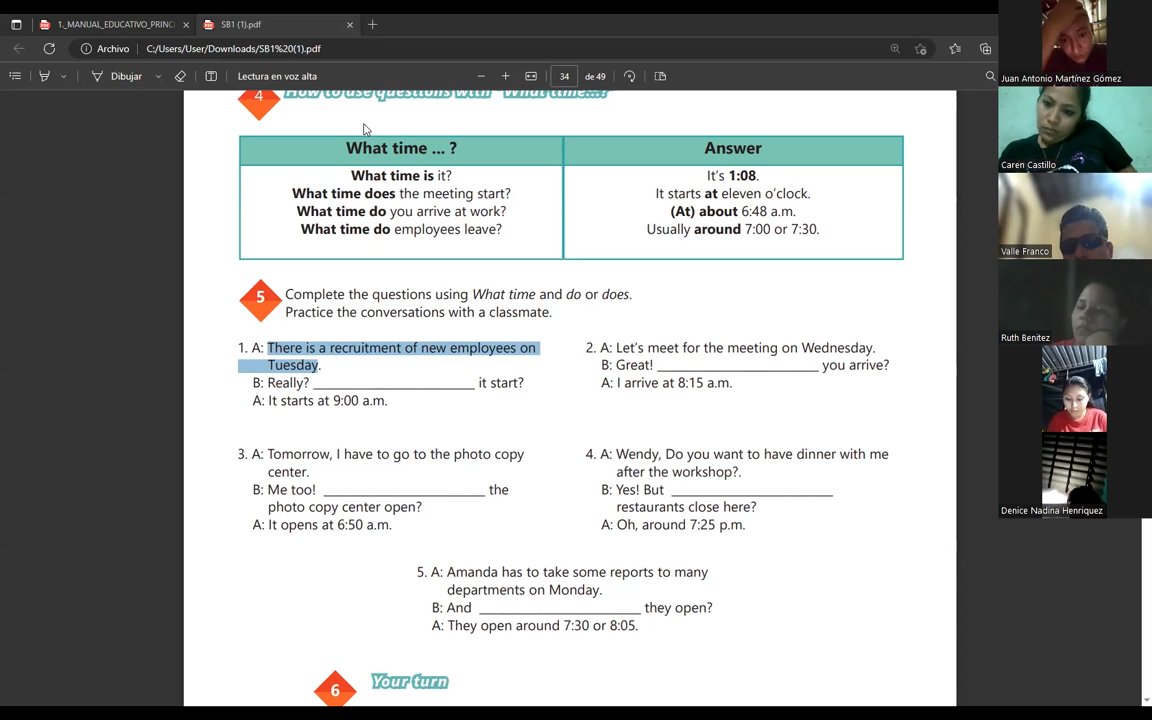 1._MANUAL_EDUCATIVO_PRINC
SB1 (1).pdf
Archivo
C:/Users/User/Downloads/SB1%20(1).pdf
Dibujar
Lectura en voz alta
34
de 49
4
How to use questions with "What time...?
What time ... ?
Answer
What time is it?
It's 1:08.
What time does the meeting start?
It starts at eleven o'clock.
What time do you arrive at work?
(At) about 6:48 a.m.
What time do employees leave?
Usually around 7:00 or 7:30.
5
Complete the questions using What time and do or does.
Practice the conversations with a classmate.
1. A: There is a recruitment of new employees on
Tuesday.
B: Really? ____________________ it start?
A: It starts at 9:00 a.m.
2. A: Let's meet for the meeting on Wednesday.
B: Great! ____________________ you arrive?
A: I arrive at 8:15 a.m.
3. A: Tomorrow, I have to go to the photo copy
center.
B: Me too! ____________________ the
photo copy center open?
A: It opens at 6:50 a.m.
4. A: Wendy, Do you want to have dinner with me
after the workshop?.
B: Yes! But ____________________
restaurants close here?
A: Oh, around 7:25 p.m.
5. A: Amanda has to take some reports to many
departments on Monday.
B: And ____________________ they open?
A: They open around 7:30 or 8:05.
6
Your turn
Juan Antonio Martínez Gómez
Caren Castillo
Valle Franco
Ruth Benitez
Denice Nadina Henriquez